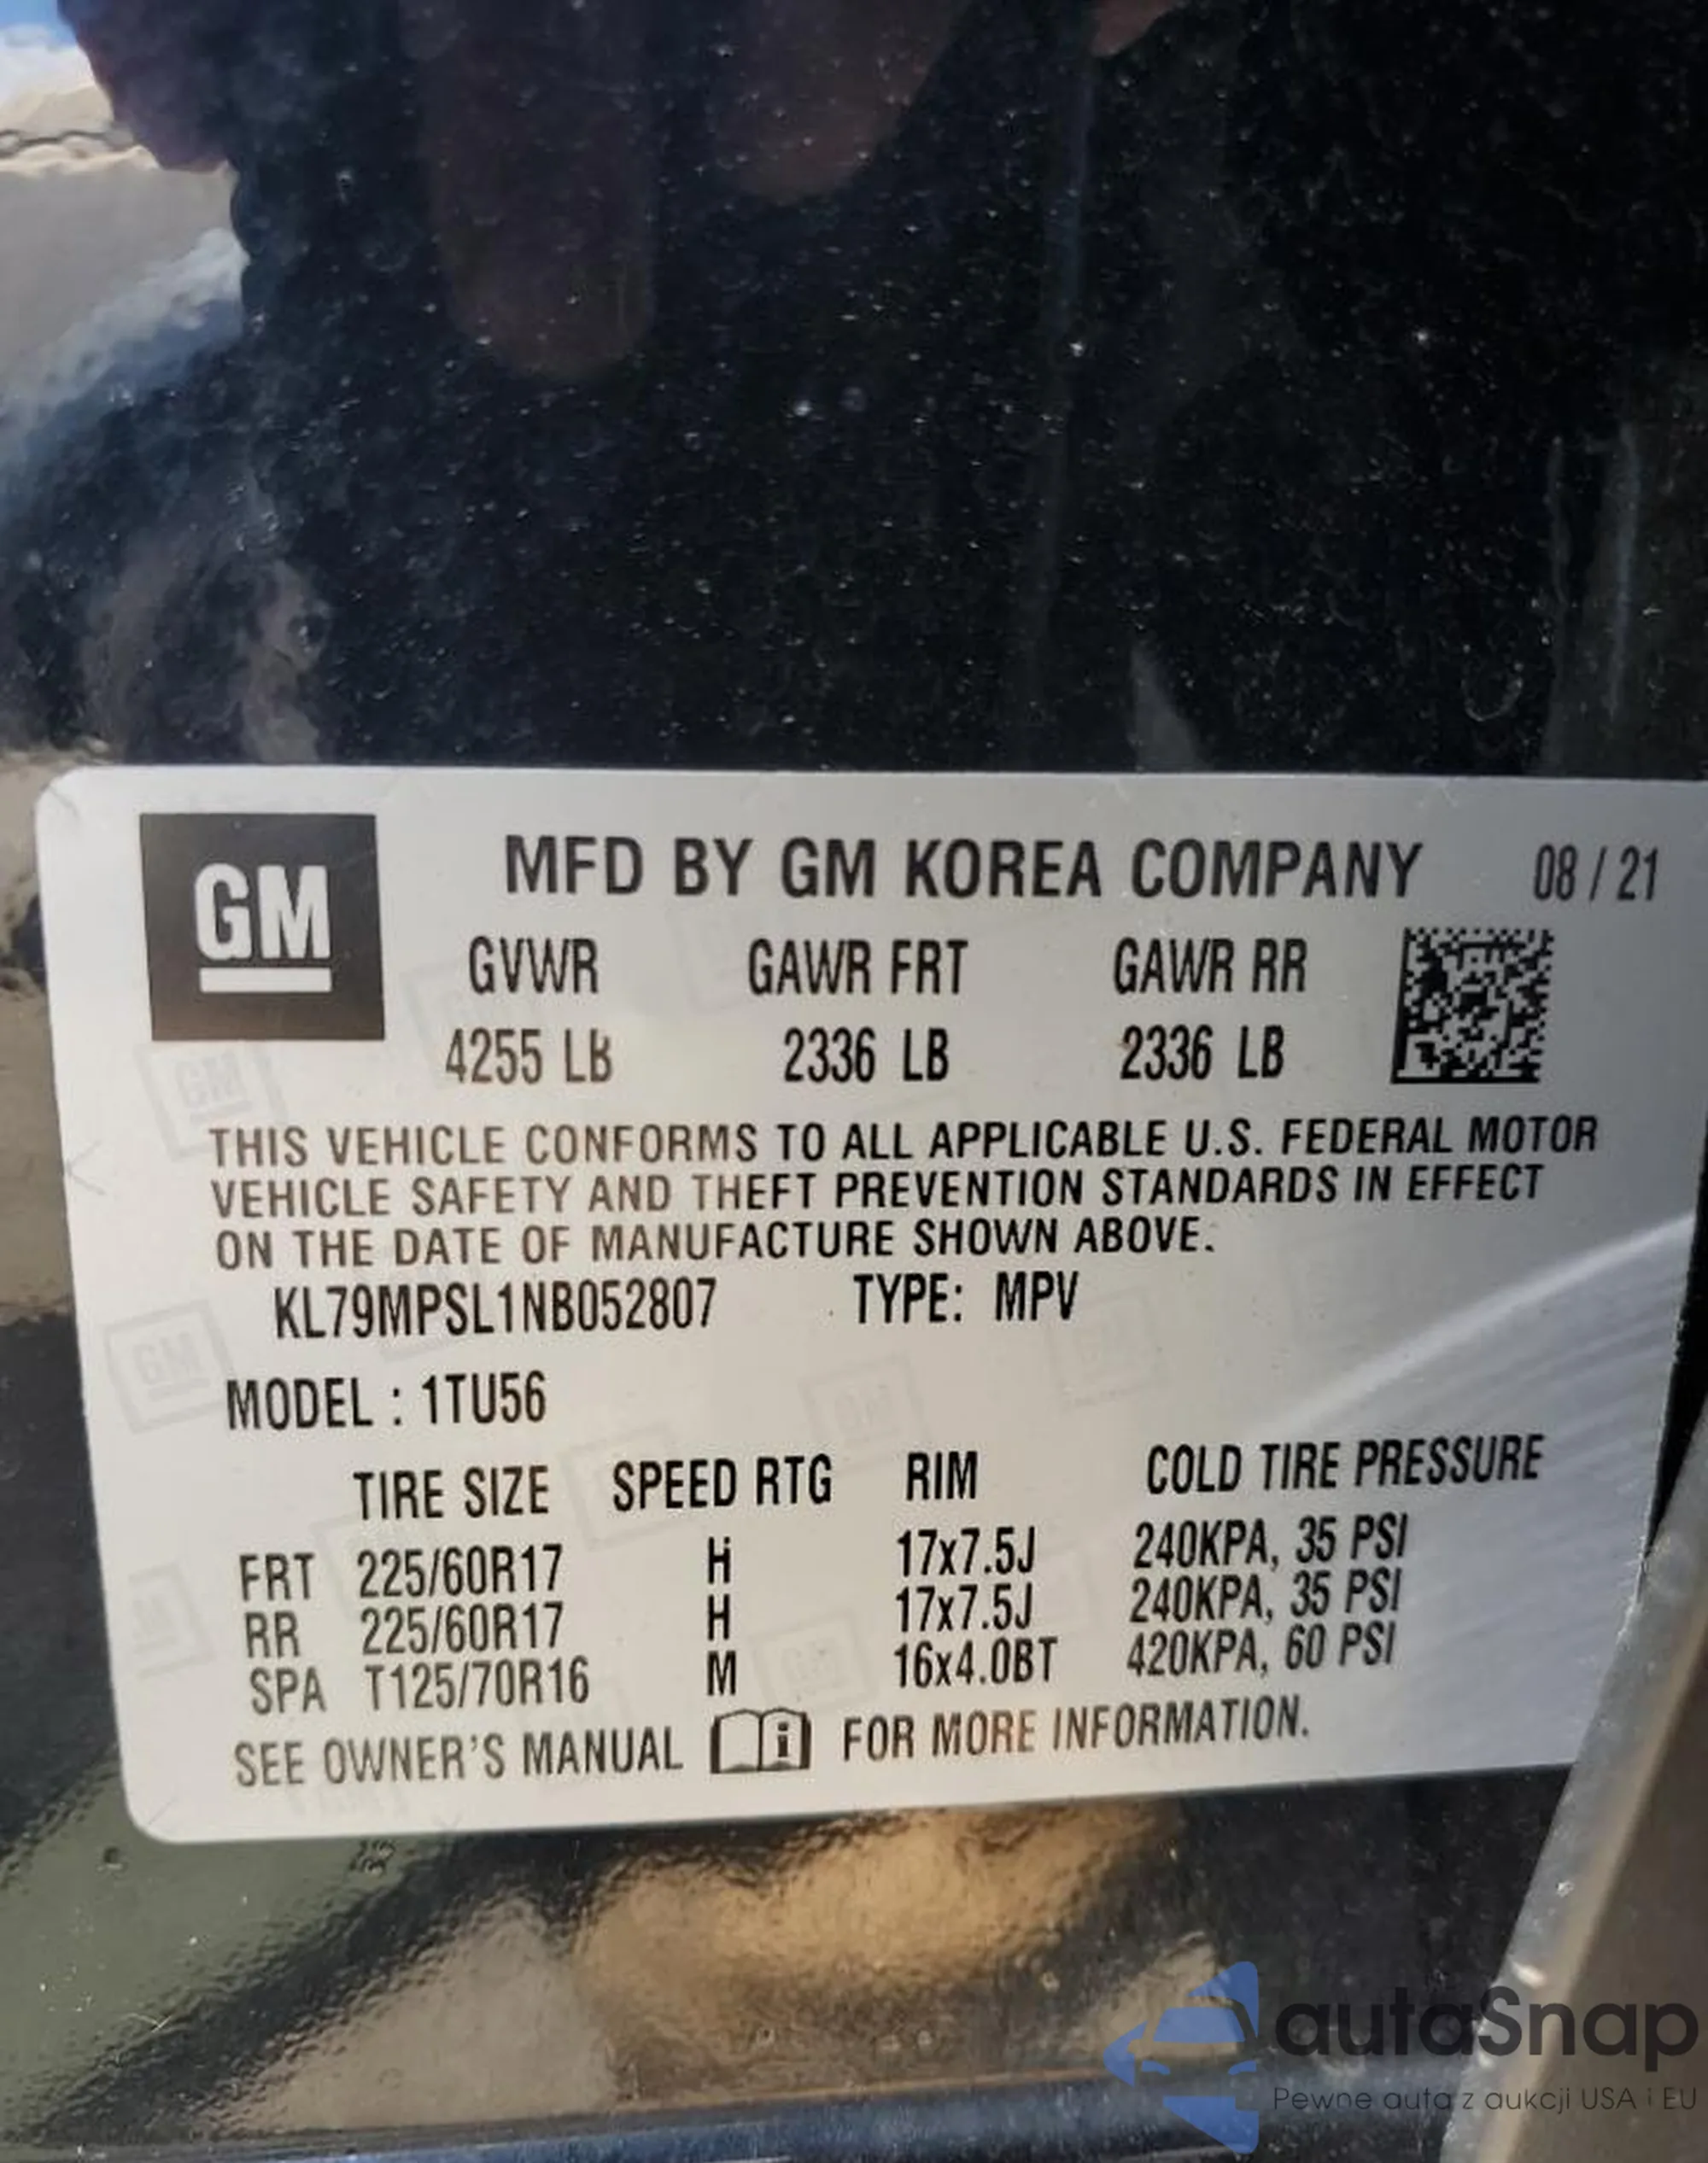 GM
MFD BY GM KOREA COMPANY 08 / 21
GVWR GAWR FRT GAWR RR
4255 LB 2336 LB 2336 LB
THIS VEHICLE CONFORMS TO ALL APPLICABLE U.S. FEDERAL MOTOR
VEHICLE SAFETY AND THEFT PREVENTION STANDARDS IN EFFECT
ON THE DATE OF MANUFACTURE SHOWN ABOVE.
KL79MPSL1NB052807 TYPE: MPV
MODEL : 1TU56
TIRE SIZE SPEED RTG RIM COLD TIRE PRESSURE
FRT 225/60R17 H 17x7.5J 240KPA, 35 PSI
RR 225/60R17 H 17x7.5J 240KPA, 35 PSI
SPA T125/70R16 M 16x4.0BT 420KPA, 60 PSI
SEE OWNER'S MANUAL i FOR MORE INFORMATION.
autaSnap
Pewne auta z aukcji USA i EU